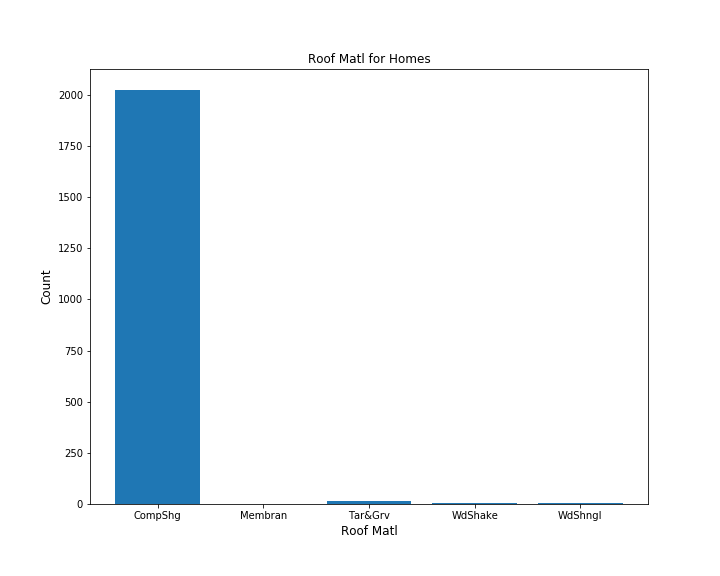 Roof Matl for Homes
2000
1750
1500
1250
1000
750
500
250
0
Count
CompShg Membran Tar&Grv WdShake WdShngl
Roof Matl